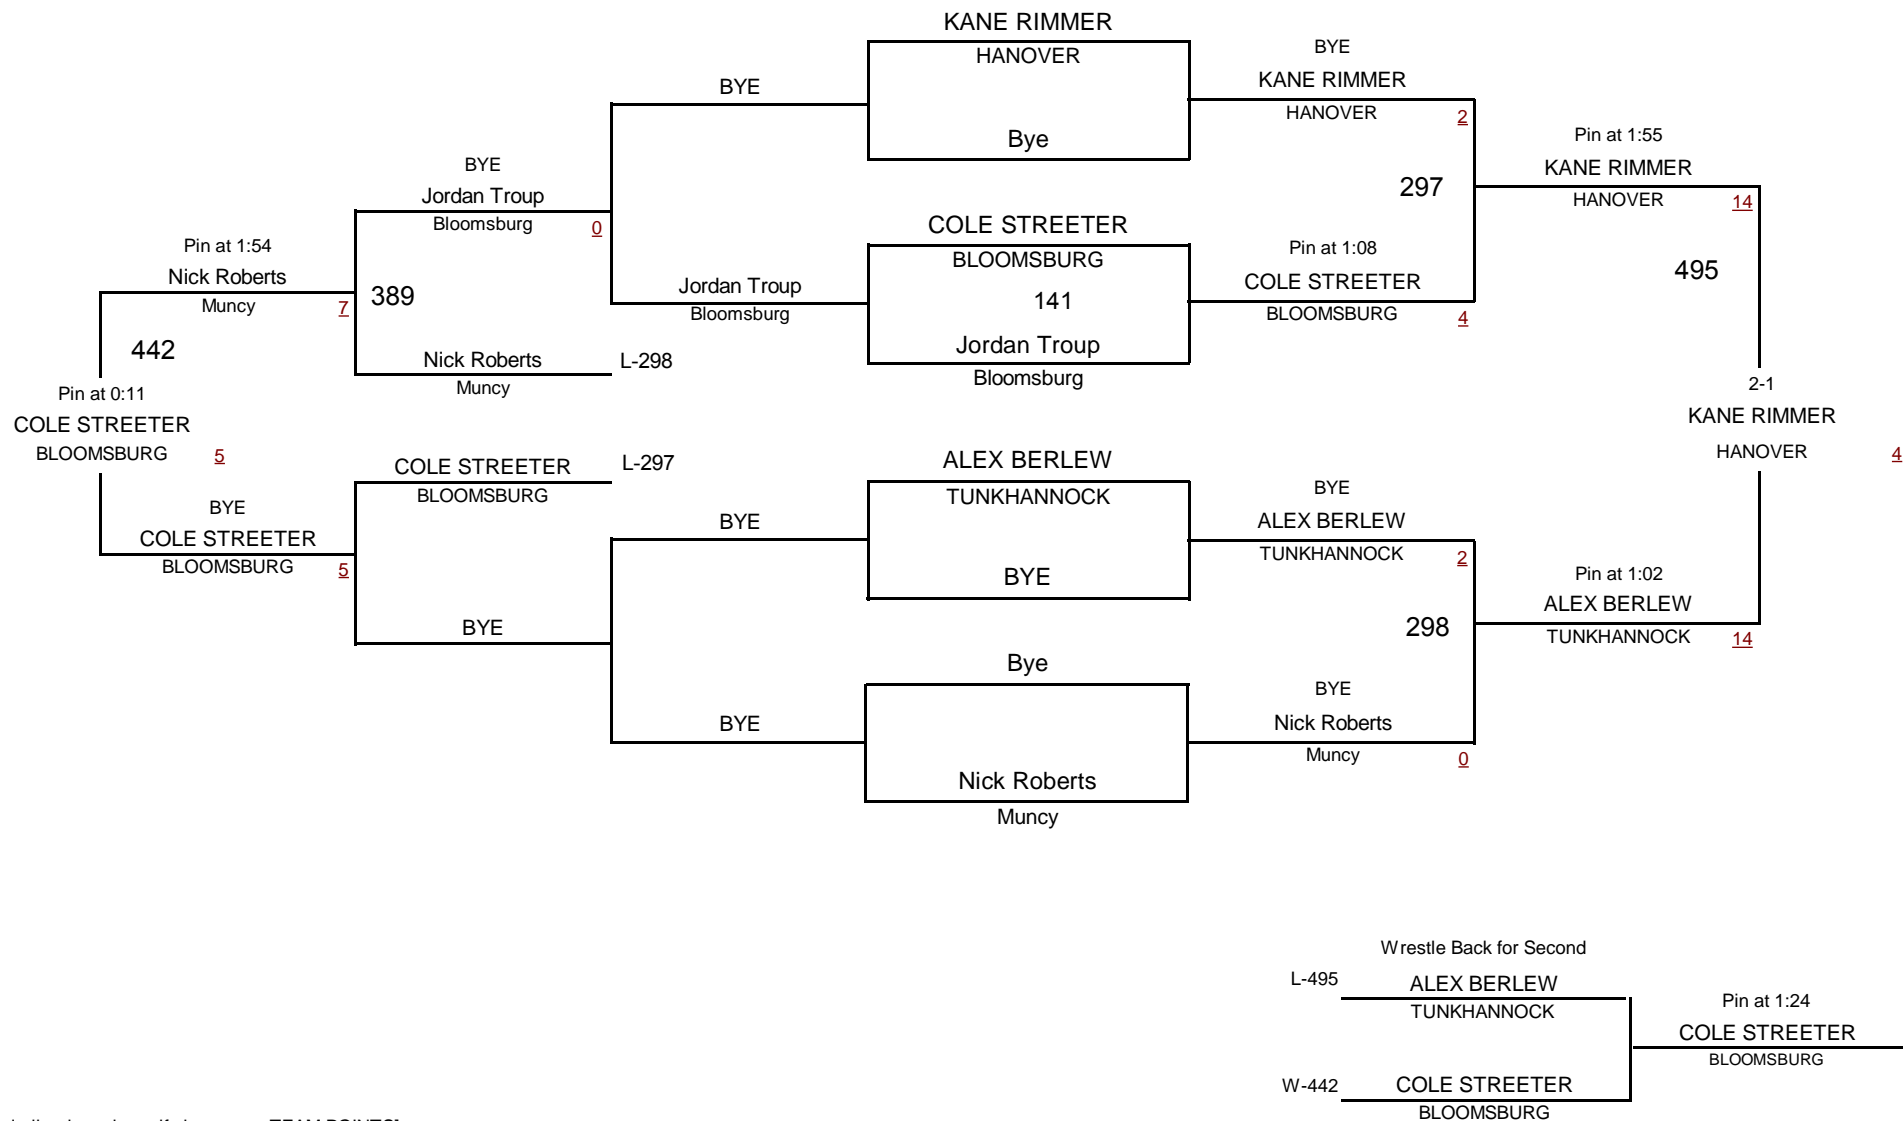 KANE RIMMER
HANOVER
BYE
BYE
KANE RIMMER
HANOVER
2
Bye
Pin at 1:55
KANE RIMMER
HANOVER
14
BYE
Jordan Troup
Bloomsburg
0
297
COLE STREETER
BLOOMSBURG
141
Jordan Troup
Bloomsburg
Pin at 1:08
COLE STREETER
BLOOMSBURG
4
Pin at 1:54
Nick Roberts
Muncy
7
389
Jordan Troup
Bloomsburg
495
442
Nick Roberts
Muncy
L-298
Pin at 0:11
COLE STREETER
BLOOMSBURG
5
2-1
KANE RIMMER
HANOVER
4
COLE STREETER
BLOOMSBURG
L-297
ALEX BERLEW
TUNKHANNOCK
BYE
BYE
COLE STREETER
BLOOMSBURG
5
BYE
ALEX BERLEW
TUNKHANNOCK
2
BYE
Pin at 1:02
ALEX BERLEW
TUNKHANNOCK
14
BYE
298
Bye
BYE
Nick Roberts
Muncy
0
BYE
Nick Roberts
Muncy
Wrestle Back for Second
L-495
ALEX BERLEW
TUNKHANNOCK
Pin at 1:24
COLE STREETER
BLOOMSBURG
W-442
COLE STREETER
BLOOMSBURG